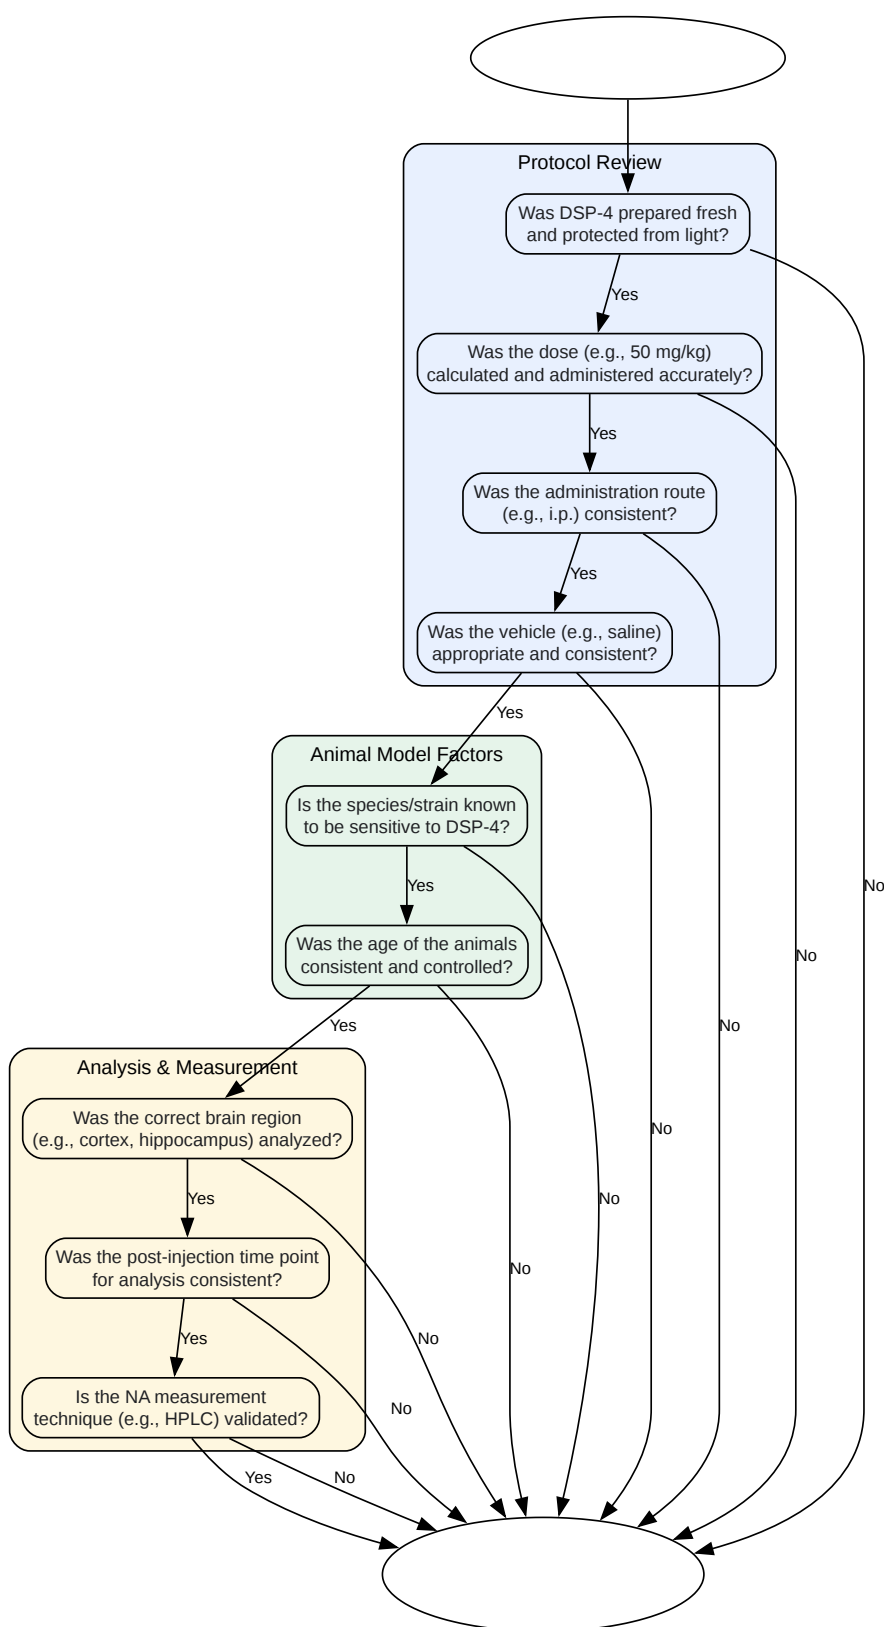 Protocol Review
Was DSP-4 prepared fresh
and protected from light?
Yes
Was the dose (e.g., 50 mg/kg)
calculated and administered accurately?
Yes
Was the administration route
(e.g., i.p.) consistent?
Yes
Was the vehicle (e.g., saline)
appropriate and consistent?
Yes
Animal Model Factors
Is the species/strain known
to be sensitive to DSP-4?
Yes
No
Was the age of the animals
consistent and controlled?
No
Yes
No
Analysis & Measurement
Was the correct brain region
(e.g., cortex, hippocampus) analyzed?
No
Yes
No
Was the post-injection time point
for analysis consistent?
No
Yes
No
Is the NA measurement
technique (e.g., HPLC) validated?
No
Yes
No